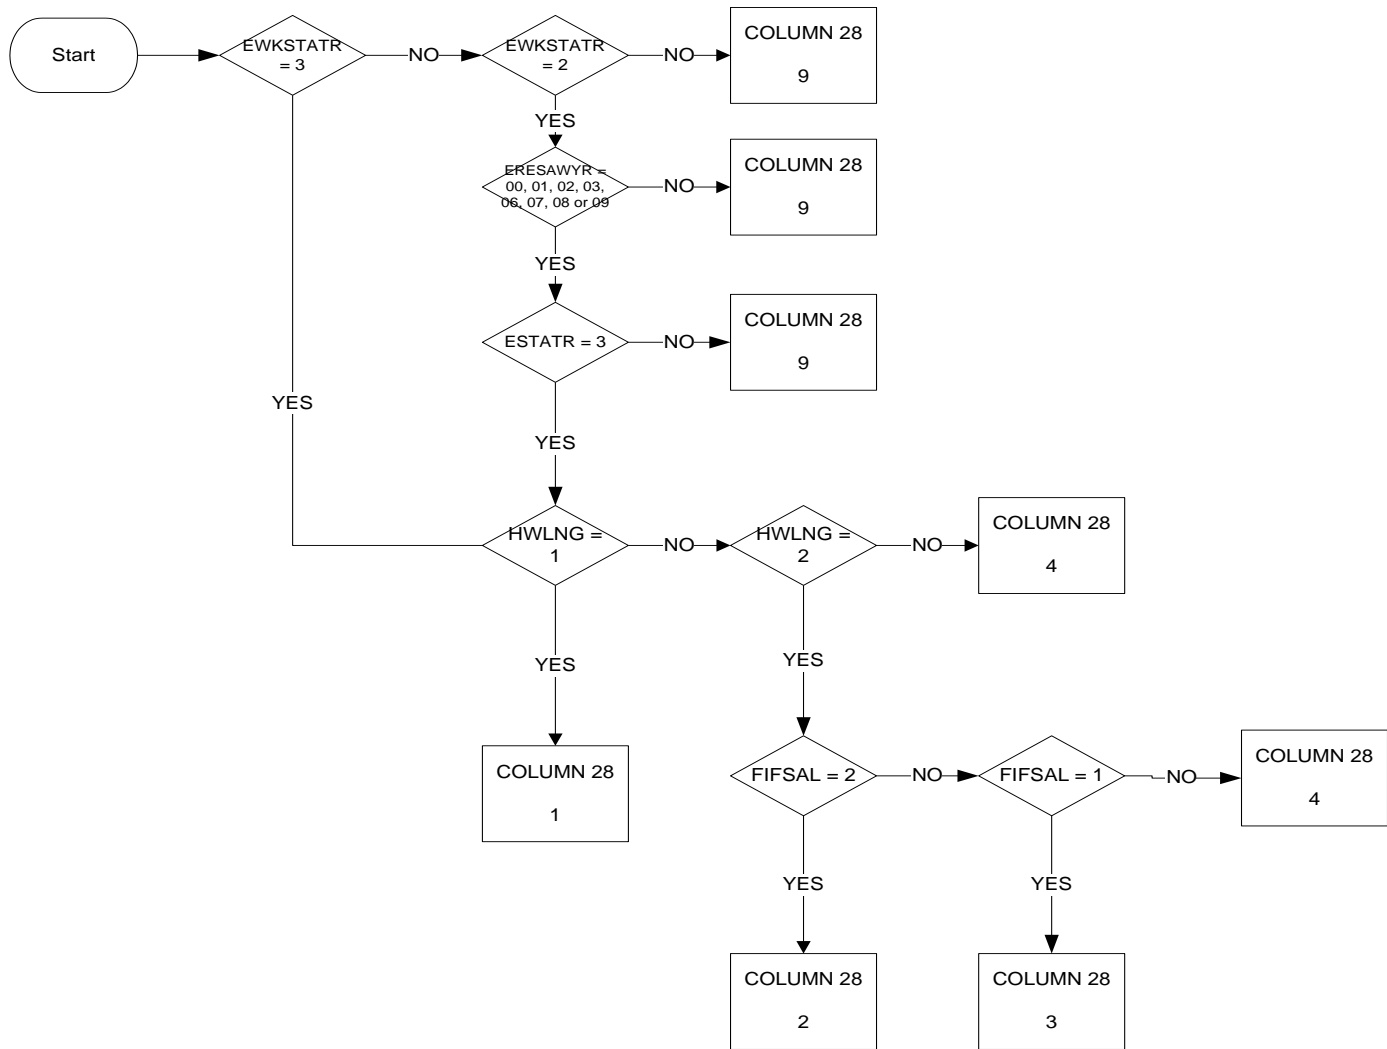 Start
EWKSTATR
= 3
NO
EWKSTATR
= 2
NO
COLUMN 28
9
YES
ERESAWYR =
00, 01, 02, 03,
06, 07, 08 or 09
NO
COLUMN 28
9
YES
ESTATR = 3
NO
COLUMN 28
9
YES
YES
HWLNG =
1
NO
HWLNG =
2
NO
COLUMN 28
4
YES
YES
COLUMN 28
1
FIFSAL = 2
NO
FIFSAL = 1
NO
COLUMN 28
4
YES
YES
COLUMN 28
2
COLUMN 28
3